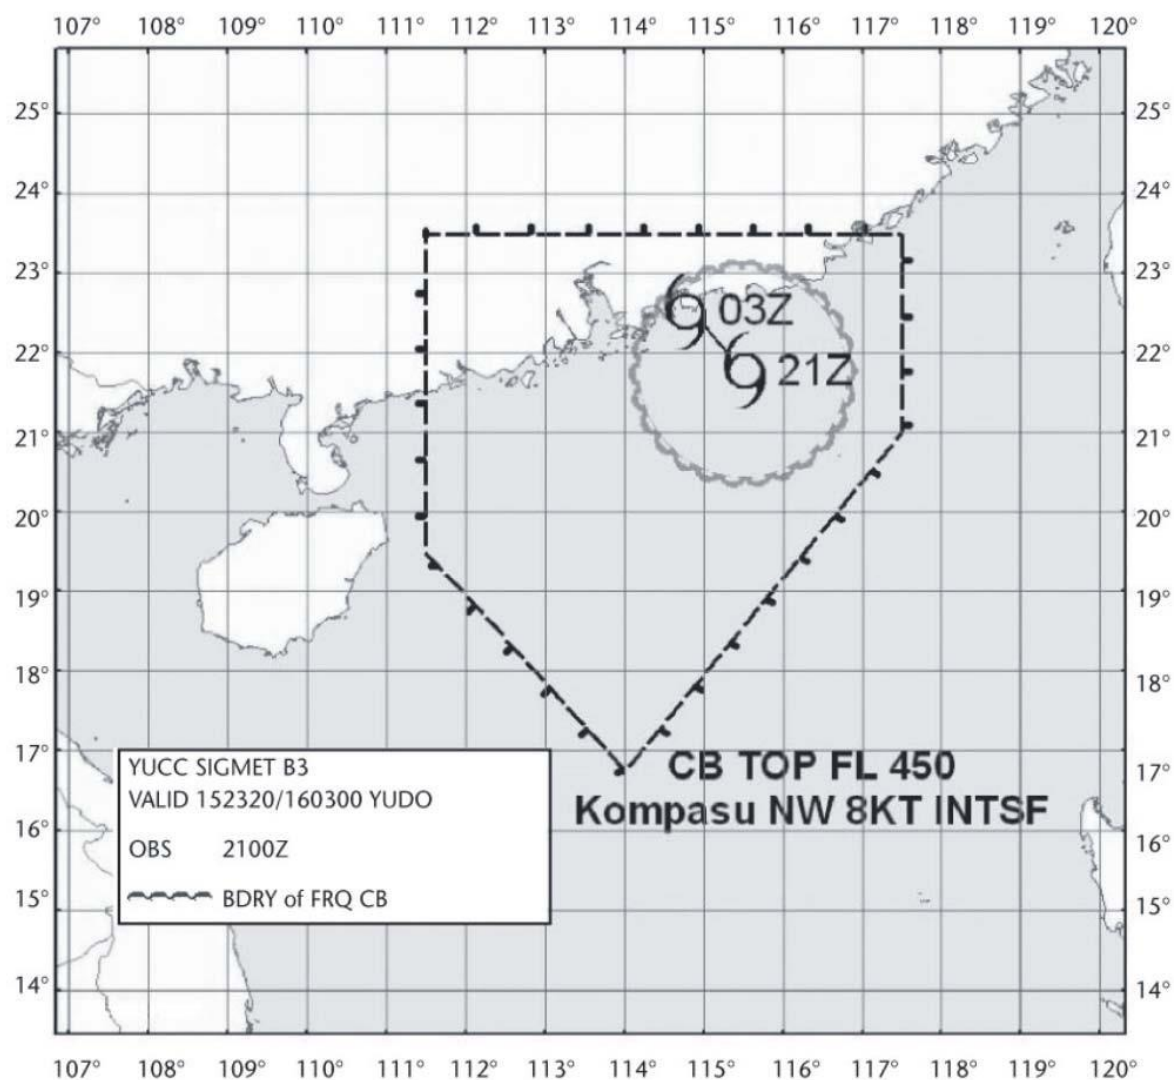 107° 108° 109° 110° 111° 112° 113° 114° 115° 116° 117° 118° 119° 120°
25° 25°
24° 24°
23° 23°
03Z
22° 22°
21Z
21° 21°
20° 20°
19° 19°
18° 18°
17° 17°
CB TOP FL 450
Kompasu NW 8KT INTSF
YUCC SIGMET B3
VALID 152320/160300 YUDO
OBS 2100Z
BDRY of FRQ CB
16° 16°
15° 15°
14° 14°
107° 108° 109° 110° 111° 112° 113° 114° 115° 116° 117° 118° 119° 120°